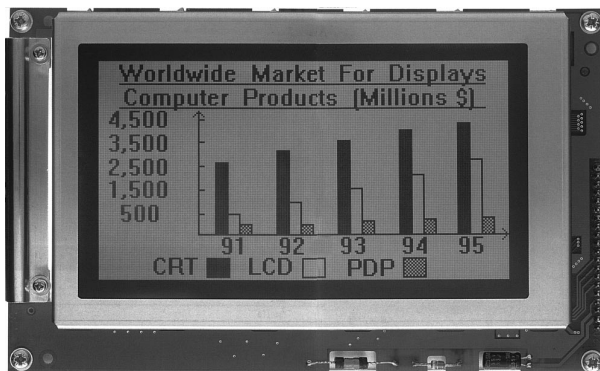 Worldwide Market For Displays
Computer Products (Millions $)
4,500
3,500
2,500
1,500
500
91 92 93 94 95
CRT LCD PDP